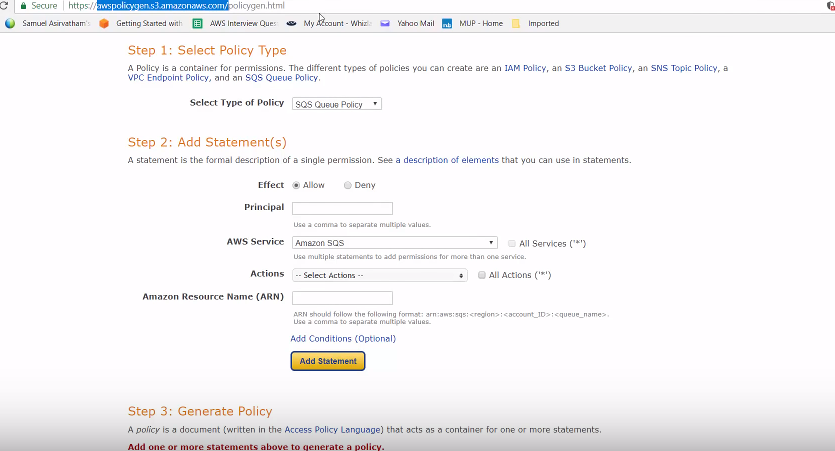 Secure https://awspolicygen.s3.amazonaws.com/policygen.html
Samuel Asirvatham's Getting Started with AWS Interview Ques My Account - Whizla Yahoo Mail mb MUP - Home Imported
Step 1: Select Policy Type
A Policy is a container for permissions. The different types of policies you can create are an IAM Policy, an S3 Bucket Policy, an SNS Topic Policy, a
VPC Endpoint Policy, and an SQS Queue Policy.
Select Type of Policy SQS Queue Policy
Step 2: Add Statement(s)
A statement is the formal description of a single permission. See a description of elements that you can use in statements.
Effect Allow Deny
Principal
Use a comma to separate multiple values.
AWS Service Amazon SQS All Services ('*')
Use multiple statements to add permissions for more than one service.
Actions -- Select Actions -- All Actions ('*')
Amazon Resource Name (ARN)
ARN should follow the following format: arn:aws:sqs:<region>:<account_ID>:<queue_name>.
Use a comma to separate multiple values.
Add Conditions (Optional)
Add Statement
Step 3: Generate Policy
A policy is a document (written in the Access Policy Language) that acts as a container for one or more statements.
Add one or more statements above to generate a policy.